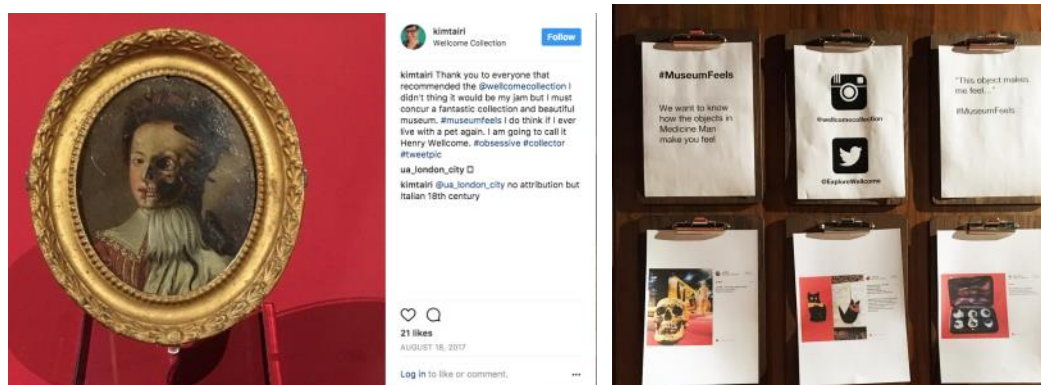 kimtairi
Wellcome Collection
Follow
kimtairi Thank you to everyone that
recommended the @wellcomecollection I
didn't thing it would be my jam but I must
concur a fantastic collection and beautiful
museum. #museumfeels I do think if I ever
live with a pet again. I am going to call it
Henry Wellcome. #obsessive #collector
#tweetpic
ua_london_city
kimtairi @ua_london_city no attribution but
Italian 18th century
21 likes
AUGUST 18, 2017
Log in to like or comment.
#MuseumFeels
We want to know
how the objects in
Medicine Man
make you feel
@wellcomecollection
@ExploreWellcome
"This object makes
me feel..."
#MuseumFeels